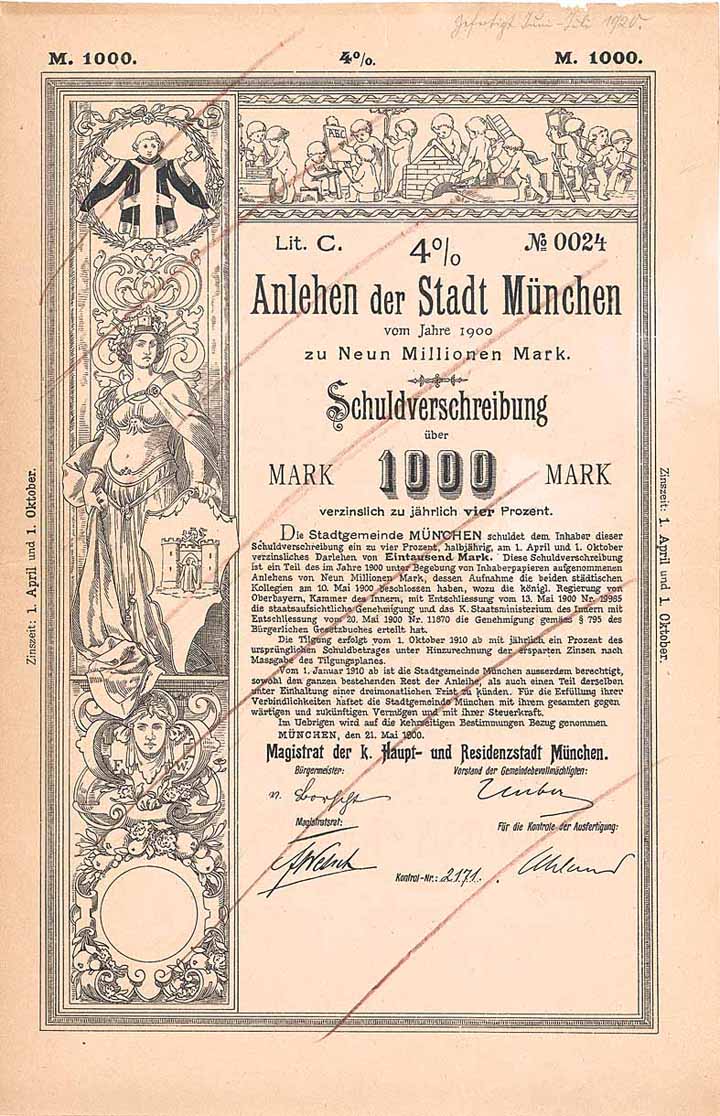 Gefertigt Juni - Juli 1920.
M. 1000. 4%. M. 1000.
ABC
Lit. C. 4% № 0024
Anlehen der Stadt München
vom Jahre 1900
zu Neun Millionen Mark.
Schuldverschreibung
über
MARK 1000 MARK
verzinslich zu jährlich vier Prozent.
Die Stadtgemeinde MÜNCHEN schuldet dem Inhaber dieser
Schuldverschreibung ein zu vier Prozent, halbjährig, am 1. April und 1. Oktober
verzinsliches Darlehen von Eintausend Mark. Diese Schuldverschreibung
ist ein Teil des im Jahre 1900 unter Begebung von Inhaberpapieren aufgenommenen
Anlehens von Neun Millionen Mark, dessen Aufnahme die beiden städtischen
Kollegien am 10. Mai 1900 beschlossen haben, wozu die königl. Regierung von
Oberbayern, Kammer des Innern, mit Entschliessung vom 13. Mai 1900 Nr. 19985
die staatsaufsichtliche Genehmigung und das K. Staatsministerium des Innern mit
Entschliessung vom 20. Mai 1900 Nr. 11870 die Genehmigung gemäss § 795 des
Bürgerlichen Gesetzbuches erteilt hat.
Die Tilgung erfolgt vom 1. Oktober 1910 ab mit jährlich ein Prozent des
ursprünglichen Schuldbetrages unter Hinzurechnung der ersparten Zinsen nach
Massgabe des Tilgungsplanes.
Vom 1. Januar 1910 ab ist die Stadtgemeinde München ausserdem berechtigt,
sowohl den ganzen bestehenden Rest der Anleihe, als auch einen Teil derselben
unter Einhaltung einer dreimonatlichen Frist zu künden. Für die Erfüllung ihrer
Verbindlichkeiten haftet die Stadtgemeinde München mit ihrem gesamten gegen
wärtigen und zukünftigen Vermögen und mit ihrer Steuerkraft.
Im Uebrigen wird auf die kehrseitigen Bestimmungen Bezug genommen.
MÜNCHEN, den 21. Mai 1900.
Magistrat der k. Haupt- und Residenzstadt München.
Bürgermeister: Vorstand der Gemeindebevollmächtigten:
Magistratsrat: Für die Kontrole der Ausfertigung:
Kontrol-Nr.: 2171.
Zinszeit: 1. April und 1. Oktober.
Zinszeit: 1. April und 1. Oktober.